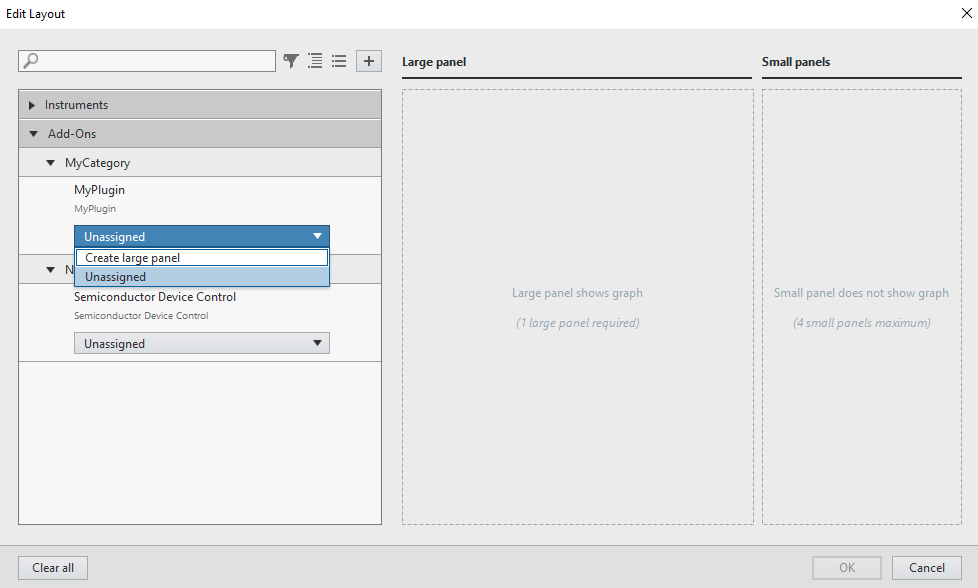 Edit Layout
Large panel
Small panels
Instruments
Add-Ons
MyCategory
MyPlugin
MyPlugin
Unassigned
Create large panel
Unassigned
N
Semiconductor Device Control
Semiconductor Device Control
Unassigned
Large panel shows graph
(1 large panel required)
Small panel does not show graph
(4 small panels maximum)
Clear all
OK
Cancel